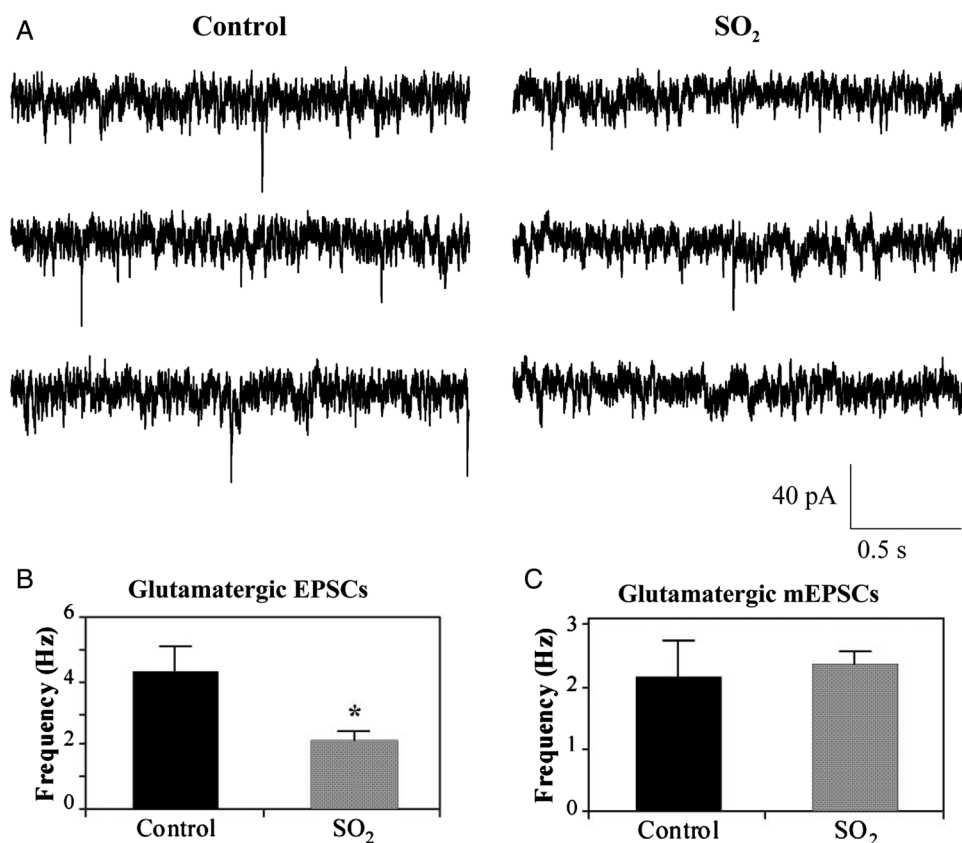 A
Control
SO₂
40 pA
0.5 s
B
Glutamatergic EPSCs
Frequency (Hz)
6
4
2
0
*
Control
SO₂
C
Glutamatergic mEPSCs
Frequency (Hz)
3
2
1
0
Control
SO₂